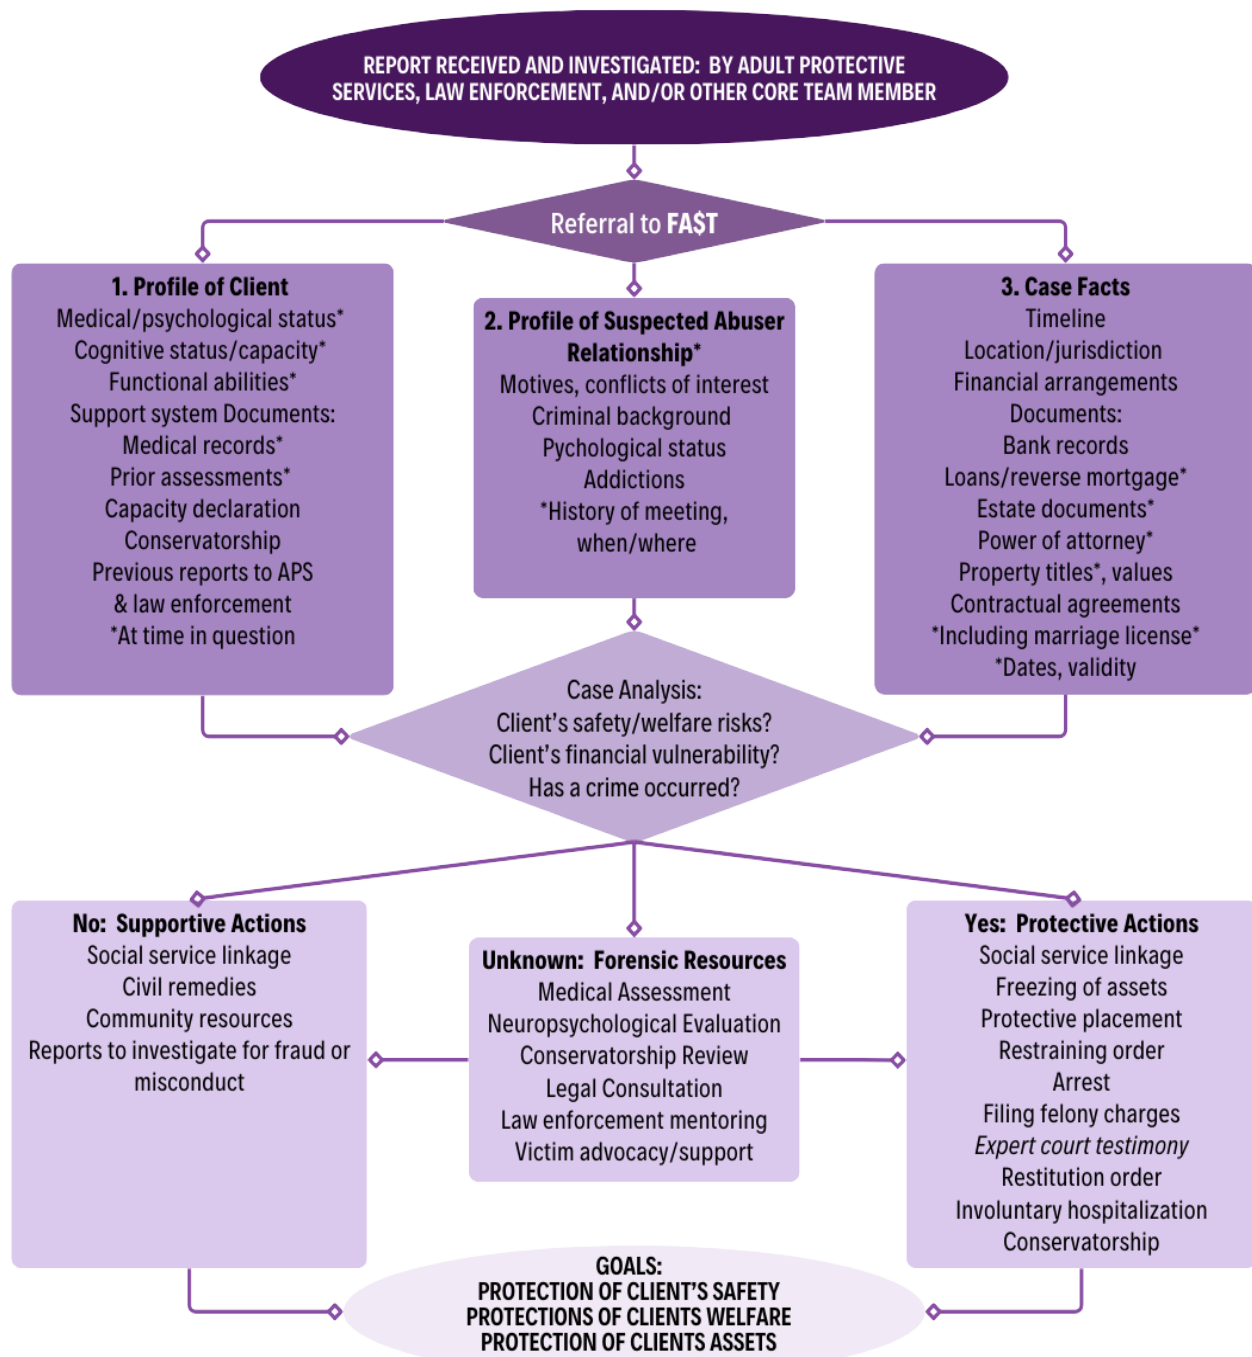 REPORT RECEIVED AND INVESTIGATED: BY ADULT PROTECTIVE
SERVICES, LAW ENFORCEMENT, AND/OR OTHER CORE TEAM MEMBER
Referral to FA$T
1. Profile of Client
Medical/psychological status*
Cognitive status/capacity*
Functional abilities*
Support system Documents:
Medical records*
Prior assessments*
Capacity declaration
Conservatorship
Previous reports to APS
& law enforcement
*At time in question
2. Profile of Suspected Abuser
Relationship*
Motives, conflicts of interest
Criminal background
Pychological status
Addictions
*History of meeting,
when/where
3. Case Facts
Timeline
Location/jurisdiction
Financial arrangements
Documents:
Bank records
Loans/reverse mortgage*
Estate documents*
Power of attorney*
Property titles*, values
Contractual agreements
*Including marriage license*
*Dates, validity
Case Analysis:
Client's safety/welfare risks?
Client's financial vulnerability?
Has a crime occurred?
No: Supportive Actions
Social service linkage
Civil remedies
Community resources
Reports to investigate for fraud or
misconduct
Unknown: Forensic Resources
Medical Assessment
Neuropsychological Evaluation
Conservatorship Review
Legal Consultation
Law enforcement mentoring
Victim advocacy/support
Yes: Protective Actions
Social service linkage
Freezing of assets
Protective placement
Restraining order
Arrest
Filing felony charges
Expert court testimony
Restitution order
Involuntary hospitalization
Conservatorship
GOALS:
PROTECTION OF CLIENT'S SAFETY
PROTECTIONS OF CLIENTS WELFARE
PROTECTION OF CLIENTS ASSETS